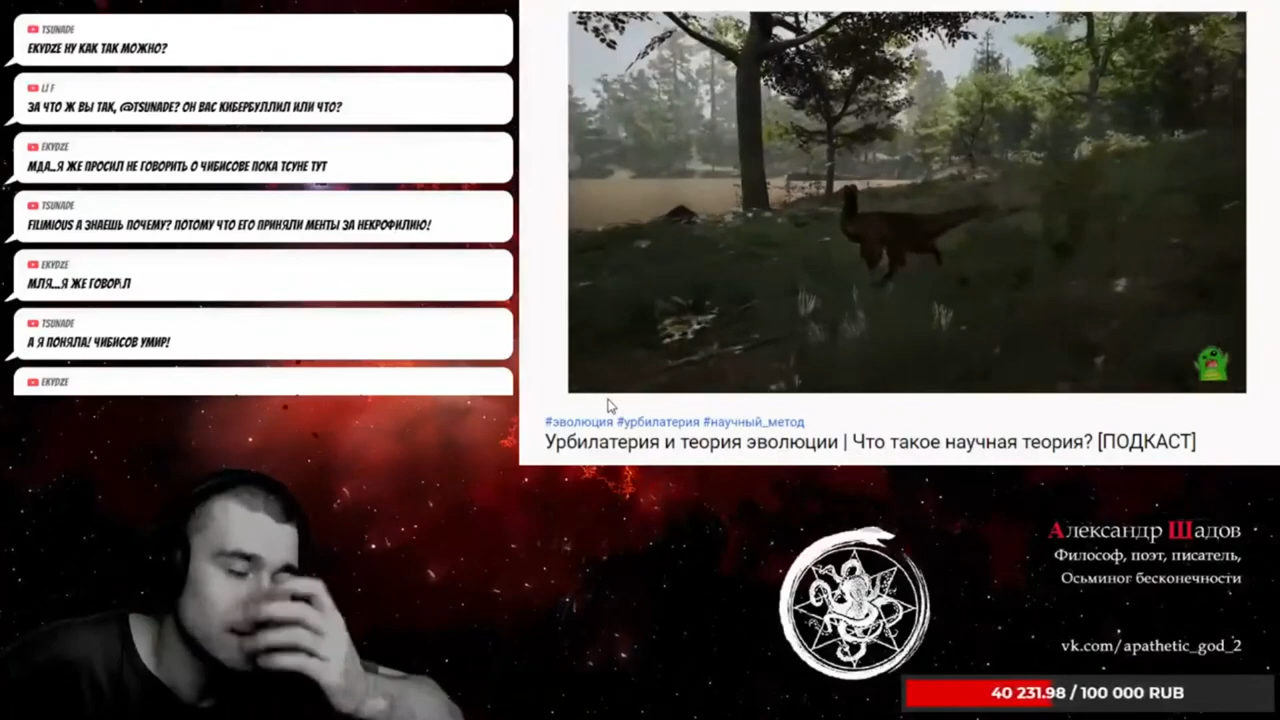 TSUNADE
EKYDZE НУ КАК ТАК МОЖНО?
LJ F
ЗА ЧТО Ж ВЫ ТАК, @TSUNADE? ОН ВАС КИБЕРБУЛЛИЛ ИЛИ ЧТО?
EKYDZE
МДА...Я ЖЕ ПРОСИЛ НЕ ГОВОРИТЬ О ЧИБИСОВЕ ПОКА ТСУНЕ ТУТ
TSUNADE
FILIMIOUS А ЗНАЕШЬ ПОЧЕМУ? ПОТОМУ ЧТО ЕГО ПРИНЯЛИ МЕНТЫ ЗА НЕКРОФИЛИЮ!
EKYDZE
МЛЯ...Я ЖЕ ГОВОРІЛ
TSUNADE
А Я ПОНЯЛА! ЧИБИСОВ УМИР!
EKYDZE
#эволюция #урбилатерия #научный_метод
Урбилатерия и теория эволюции | Что такое научная теория? [ПОДКАСТ]
Александр Шадов
Философ, поэт, писатель,
Осьминог бесконечности
vk.com/apathetic_god_2
40 231.98 / 100 000 RUB